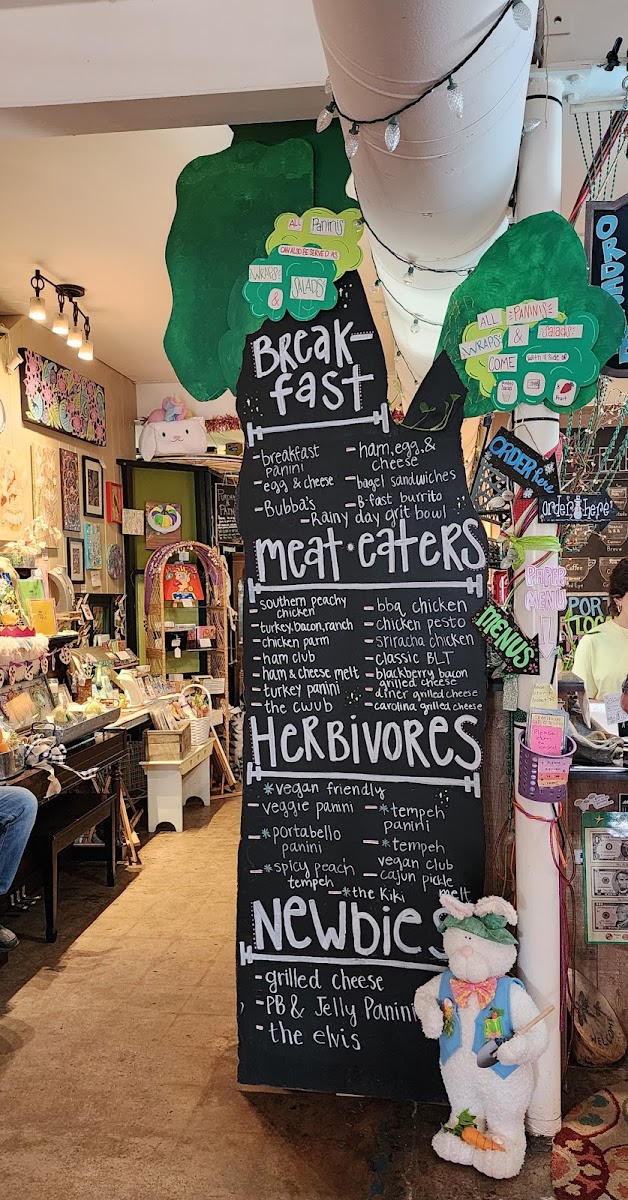 ALL PANINIS
CAN ALSO BE SERVED AS
WRAPS
& SALADS
ALL PANINIS
WRAPS & Salads
COME with a side of
Fruit
ORDER here
order here
PAPER
MENU
MENUS
Coffee
BREAK-
fast
- breakfast panini
- egg & cheese
- Bubba's
- ham, egg, & cheese
- bagel sandwiches
- B-fast burrito
- Rainy day grit bowl
Meat eaters
- southern peachy chicken
- turkey, bacon, ranch
- chicken parm
- ham club
- ham & cheese melt
- turkey panini
- the cluub
- bbq chicken
- chicken pesto
- sriracha chicken
- classic BLT
- blackberry bacon grilled cheese
- diner grilled cheese
- carolina grilled cheese
HeRBiVORES
*vegan friendly
- veggie panini
- *portabello panini
- *spicy peach tempeh
- *tempeh panini
- *tempeh vegan club
- cajun pickle melt
- *the Kiki
Newbies
- grilled cheese
- PB & Jelly Panini
- the elvis